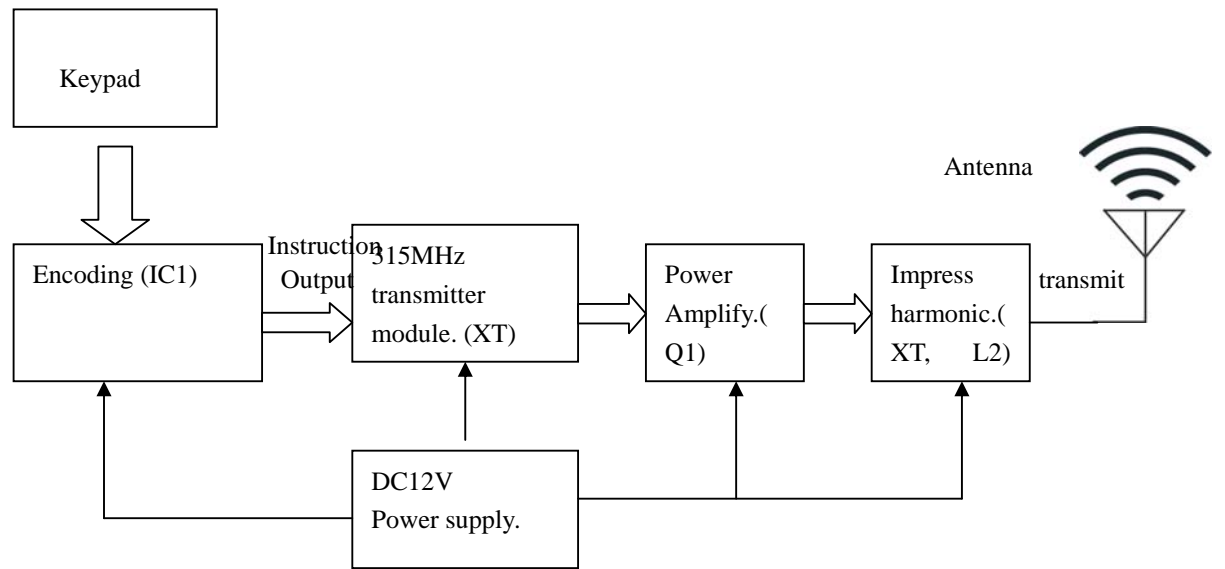 Keypad
Antenna
Encoding (IC1)
Instruction
Output
315MHz
transmitter
module. (XT)
Power
Amplify.(
Q1)
Impress
harmonic.(
XT, L2)
transmit
DC12V
Power supply.